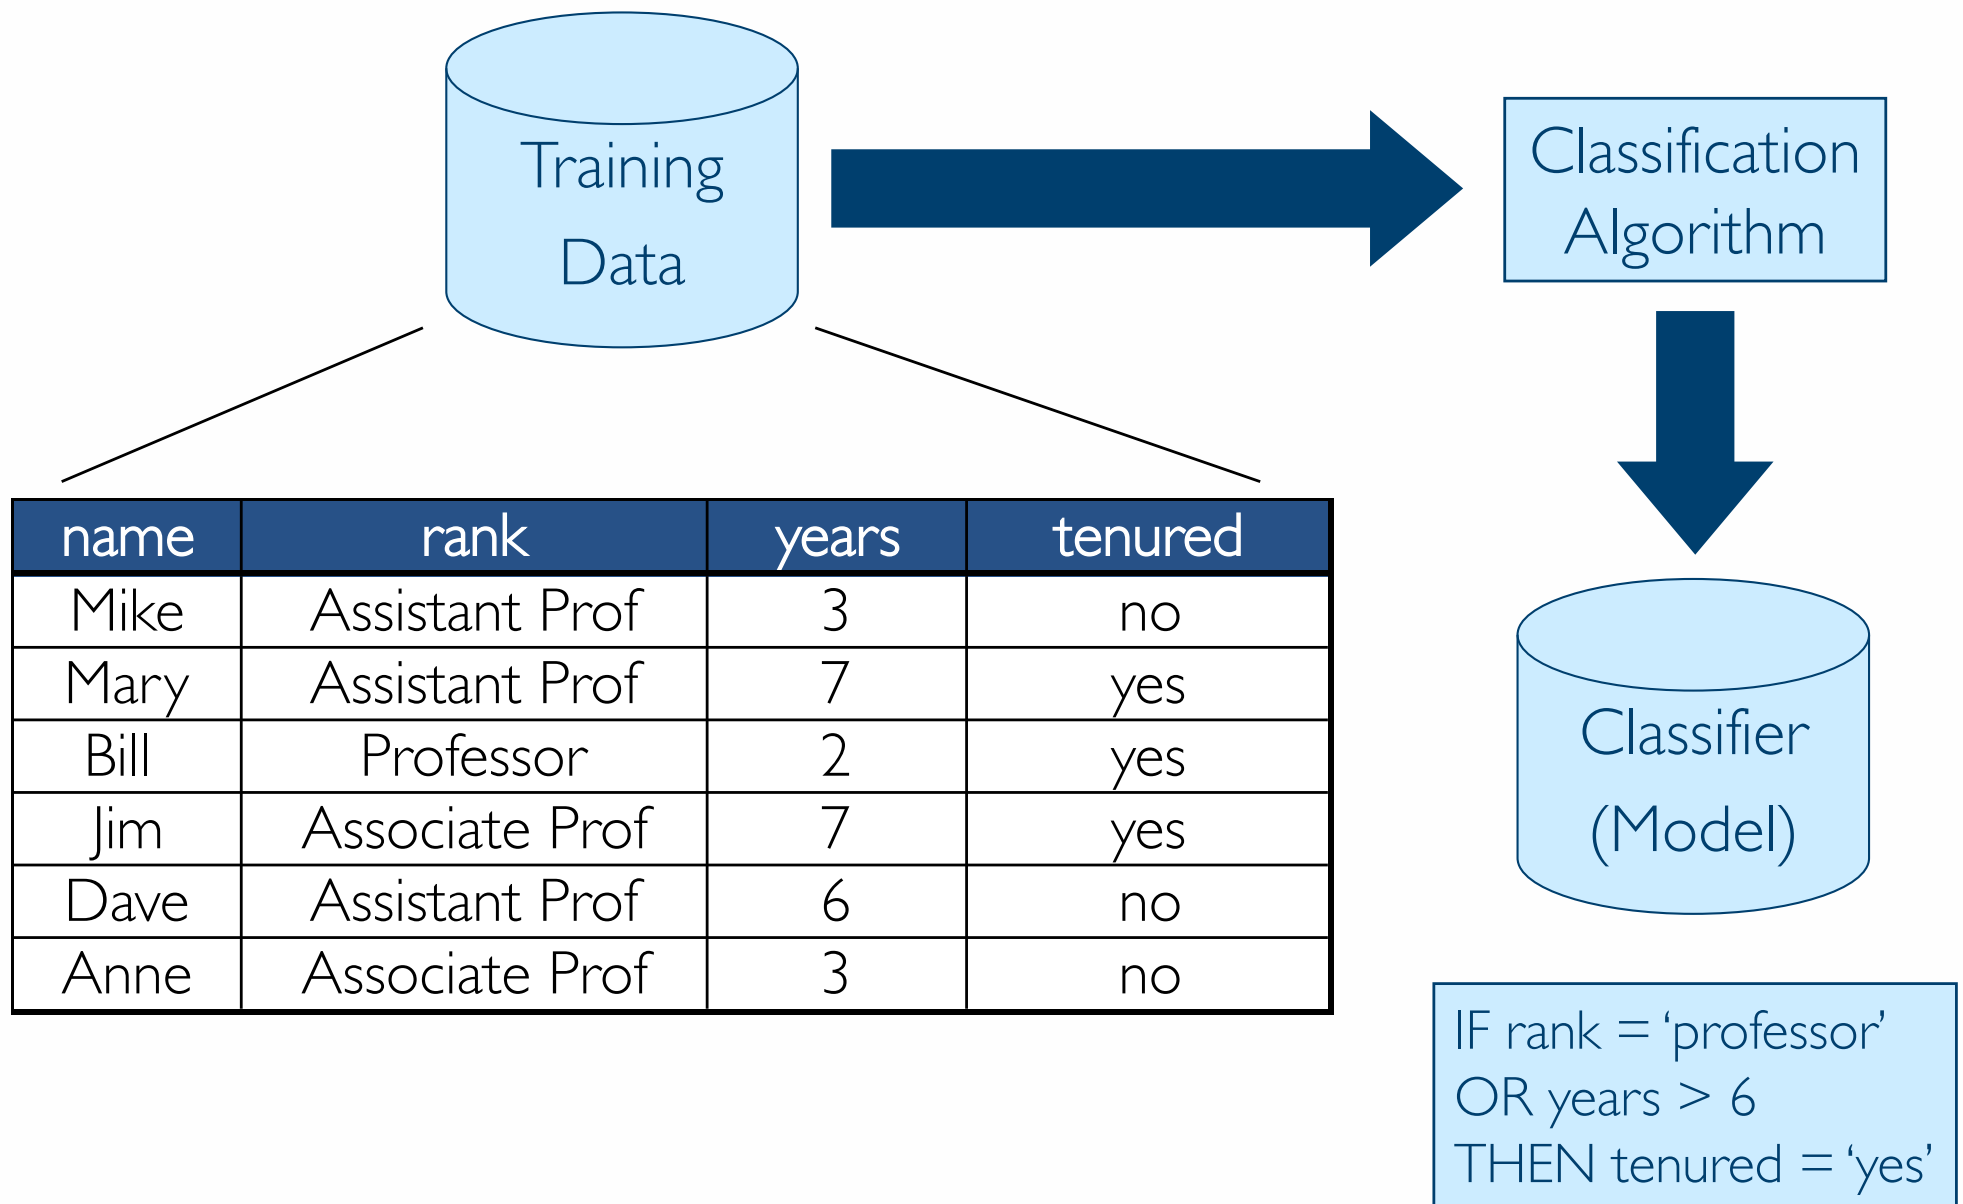 Training
Data
Classification
Algorithm
name rank years tenured
Mike Assistant Prof 3 no
Mary Assistant Prof 7 yes
Bill Professor 2 yes
Jim Associate Prof 7 yes
Dave Assistant Prof 6 no
Anne Associate Prof 3 no
Classifier
(Model)
IF rank = ‘professor’
OR years > 6
THEN tenured = ‘yes’